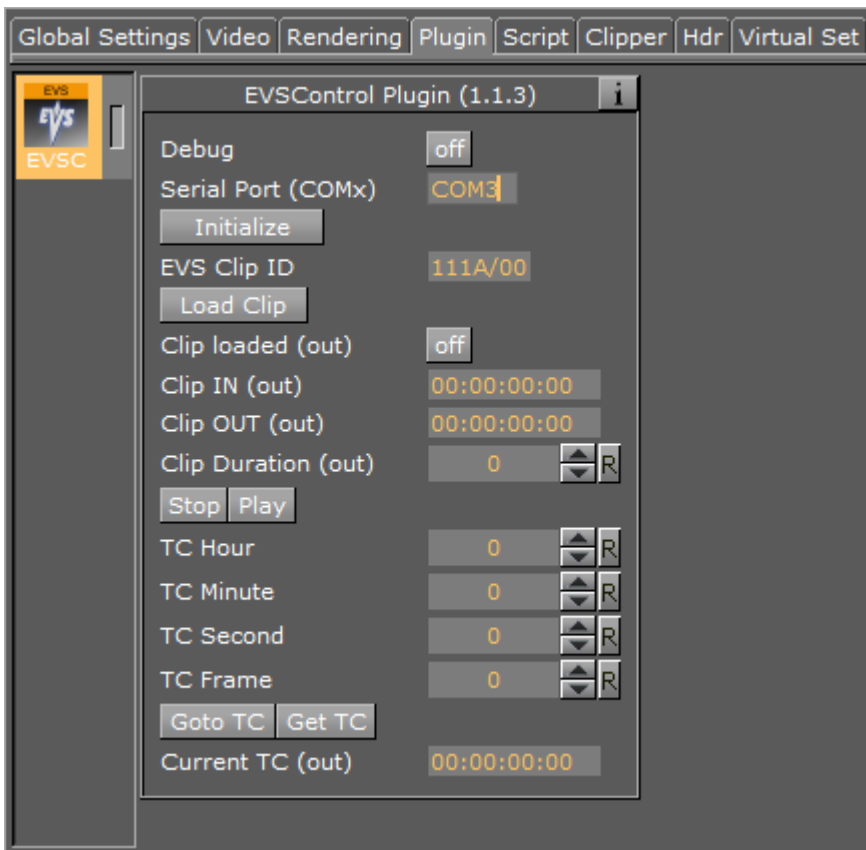 Global Settings Video Rendering Plugin Script Clipper Hdr Virtual Set
EVS
EVS
EVSC
EVSControl Plugin (1.1.3) i
Debug off
Serial Port (COMx) COM3
Initialize
EVS Clip ID 111A/00
Load Clip
Clip loaded (out) off
Clip IN (out) 00:00:00:00
Clip OUT (out) 00:00:00:00
Clip Duration (out) 0 R
Stop Play
TC Hour 0 R
TC Minute 0 R
TC Second 0 R
TC Frame 0 R
Goto TC Get TC
Current TC (out) 00:00:00:00